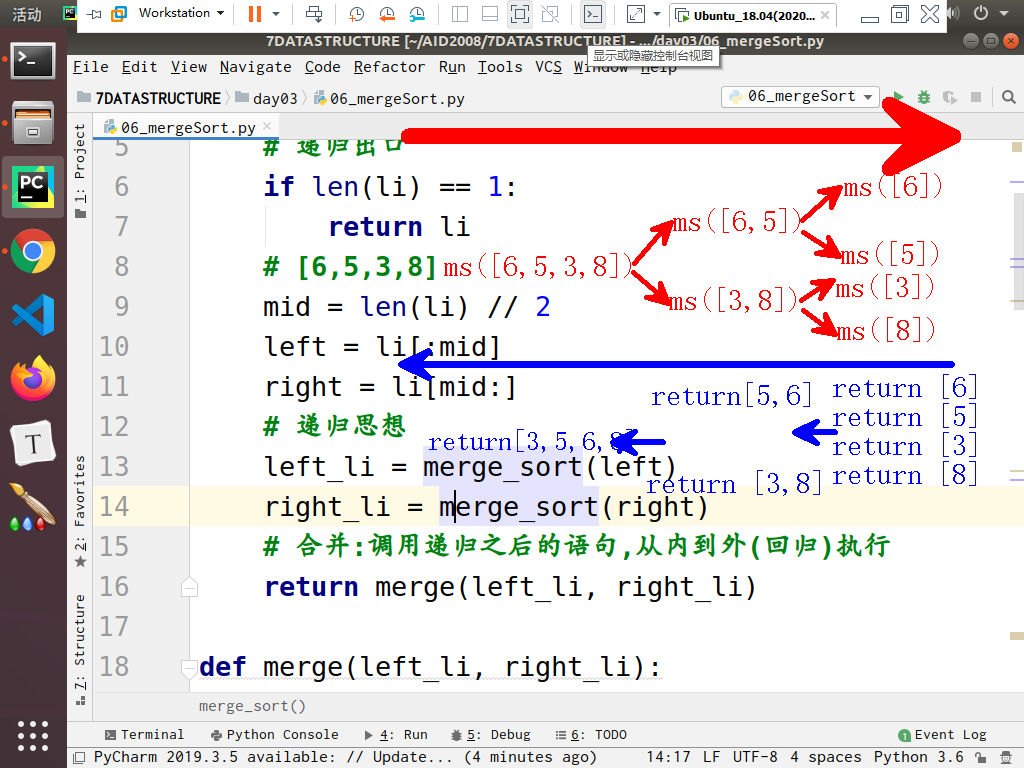 活动 Workstation Ubuntu_18.04(2020...
7DATASTRUCTURE [~/AID2008/7DATASTRUCTURE] - .../day03/06_mergeSort.py
显示或隐藏控制台视图
File Edit View Navigate Code Refactor Run Tools VCS Window Help
7DATASTRUCTURE day03 06_mergeSort.py 06_mergeSort
06_mergeSort.py
1: Project
2: Favorites
7: Structure
5 # 递归出口
6 if len(li) == 1:
7 return li
8 # [6,5,3,8]
9 mid = len(li) // 2
10 left = li[:mid]
11 right = li[mid:]
12 # 递归思想
13 left_li = merge_sort(left)
14 right_li = merge_sort(right)
15 # 合并:调用递归之后的语句,从内到外(回归)执行
16 return merge(left_li, right_li)
17
18 def merge(left_li, right_li):
ms([6,5,3,8])
ms([6,5])
ms([3,8])
ms([6])
ms([5])
ms([3])
ms([8])
return [6]
return [5]
return [3]
return [8]
return[5,6]
return [3,8]
return[3,5,6,8]
merge_sort()
Terminal Python Console 4: Run 5: Debug 6: TODO 1 Event Log
PyCharm 2019.3.5 available: // Update... (4 minutes ago) 14:17 LF UTF-8 4 spaces Python 3.6
PC
T